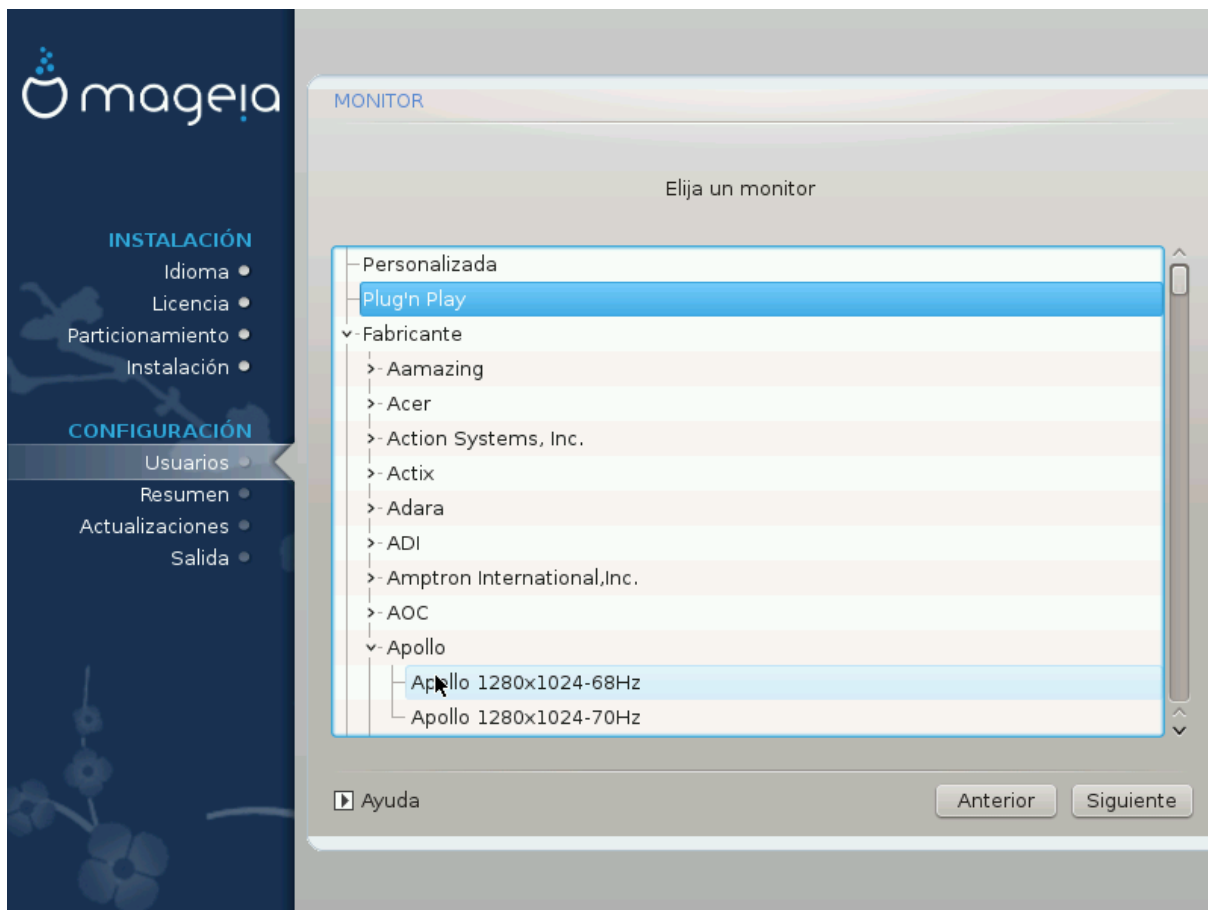 mageia
INSTALACIÓN
Idioma
Licencia
Particionamiento
Instalación
CONFIGURACIÓN
Usuarios
Resumen
Actualizaciones
Salida
MONITOR
Elija un monitor
Personalizada
Plug'n Play
Fabricante
Aamazing
Acer
Action Systems, Inc.
Actix
Adara
ADI
Amptron International,Inc.
AOC
Apollo
Apollo 1280x1024-68Hz
Apollo 1280x1024-70Hz
Ayuda
Anterior
Siguiente